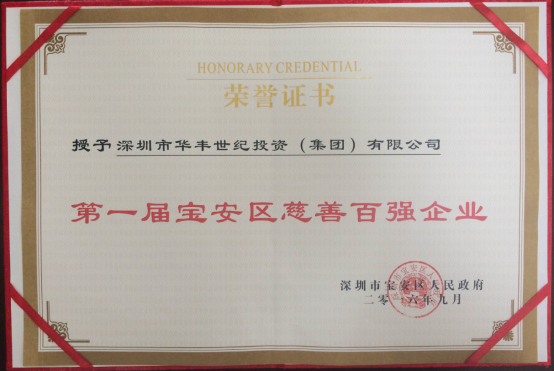 HONORARY CREDENTIAL
荣誉证书
授予 深圳市华丰世纪投资（集团）有限公司
第一届宝安区慈善百强企业
深圳市宝安区人民政府
二零一六年九月